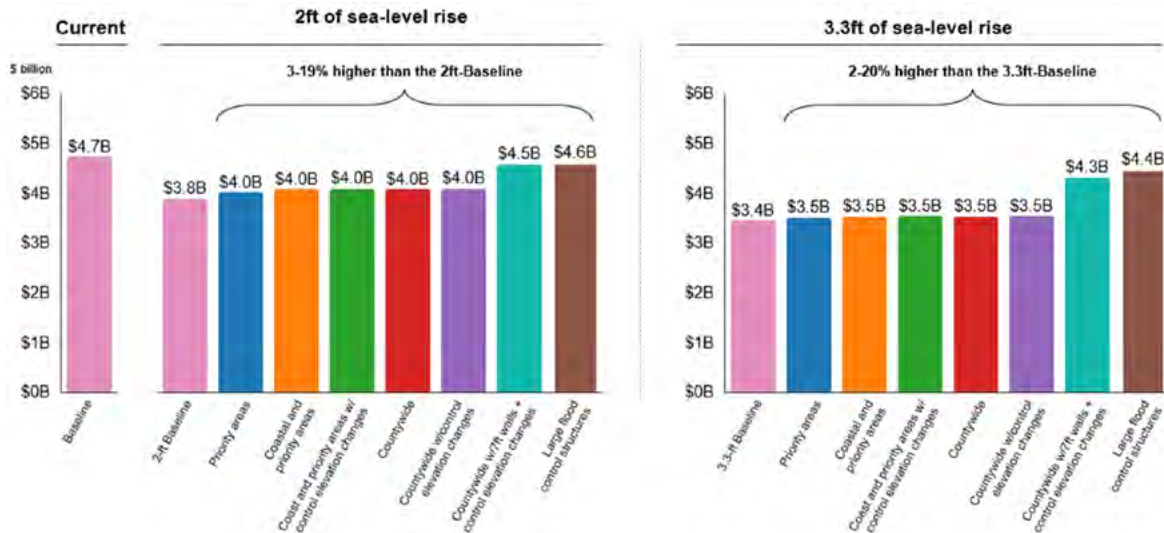 Current
2ft of sea-level rise
3.3ft of sea-level rise
$ billion
3-19% higher than the 2ft-Baseline
2-20% higher than the 3.3ft-Baseline
$6B
$5B
$4B
$3B
$2B
$1B
$0B
$4.7B
$3.8B
$4.0B
$4.0B
$4.0B
$4.0B
$4.0B
$4.5B
$4.6B
Baseline
2-ft Baseline
Priority areas
Coastal and
priority areas
Coast and priority areas w/
control elevation changes
Countywide
Countywide w/control
elevation changes
Countywide w/7ft walls +
control elevation changes
Large flood
control structures
$6B
$5B
$4B
$3B
$2B
$1B
$0B
$3.4B
$3.5B
$3.5B
$3.5B
$3.5B
$3.5B
$4.3B
$4.4B
3.3-ft Baseline
Priority areas
Coastal and
priority areas
Coast and priority areas w/
control elevation changes
Countywide
Countywide w/control
elevation changes
Countywide w/7ft walls +
control elevation changes
Large flood
control structures